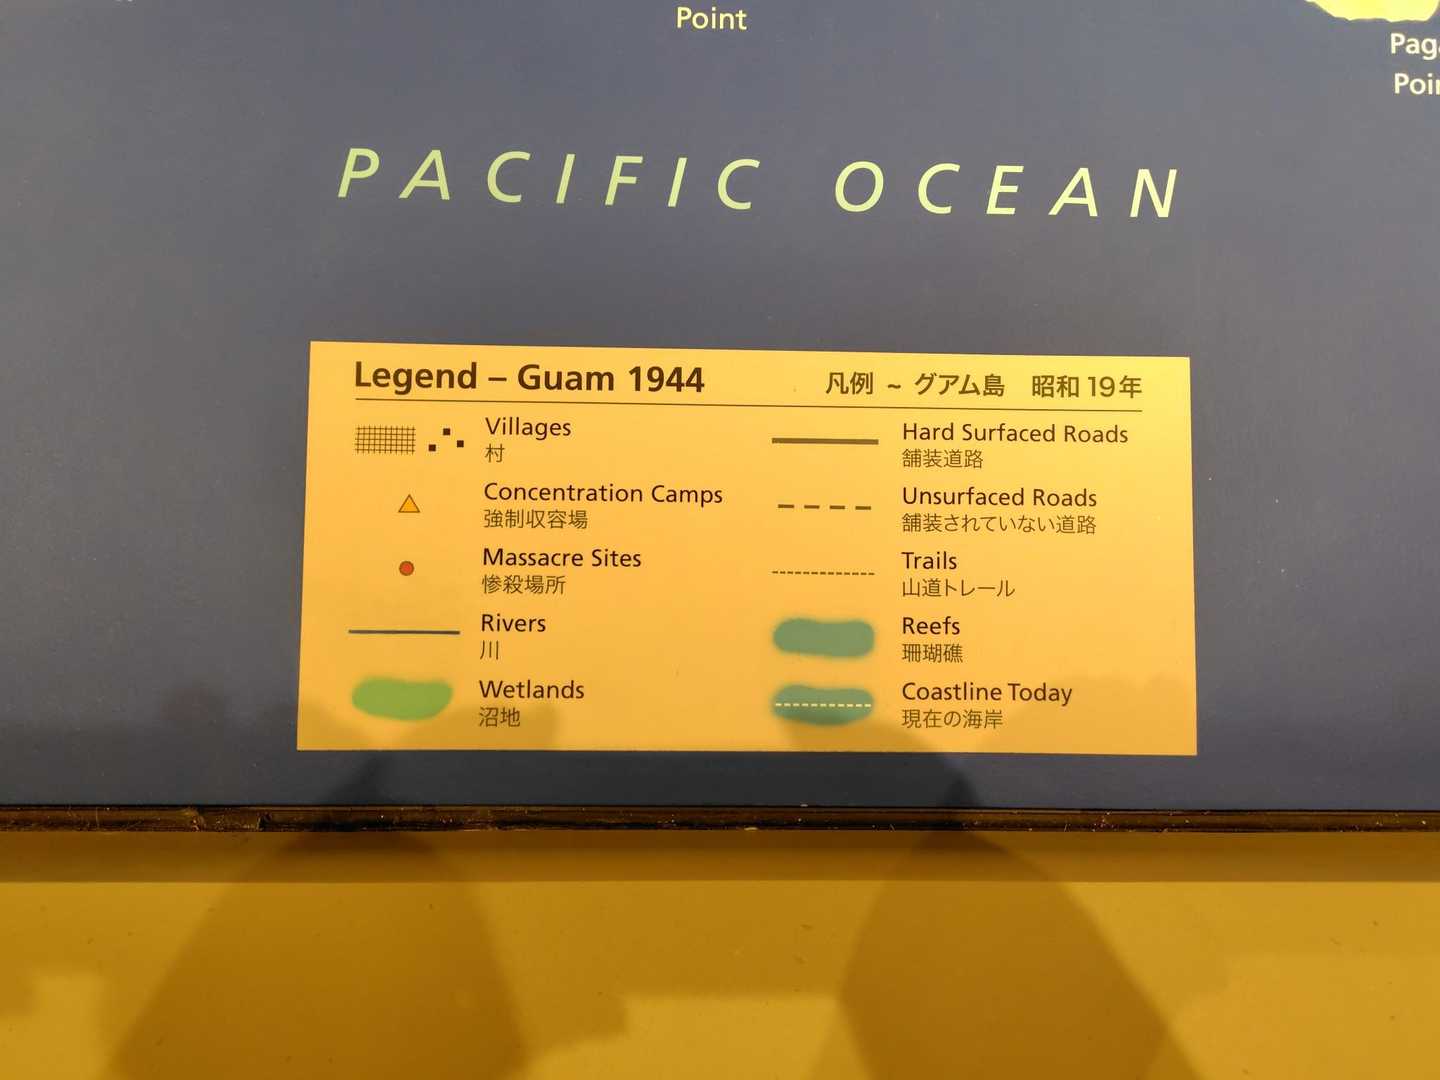 Point
Poi
PACIFIC OCEAN
Legend – Guam 1944
凡例 ~ グアム島 昭和19年
Villages
村
Concentration Camps
強制収容場
Massacre Sites
惨殺場所
Rivers
川
Wetlands
沼地
Hard Surfaced Roads
舗装道路
Unsurfaced Roads
舗装されていない道路
Trails
山道トレール
Reefs
珊瑚礁
Coastline Today
現在の海岸